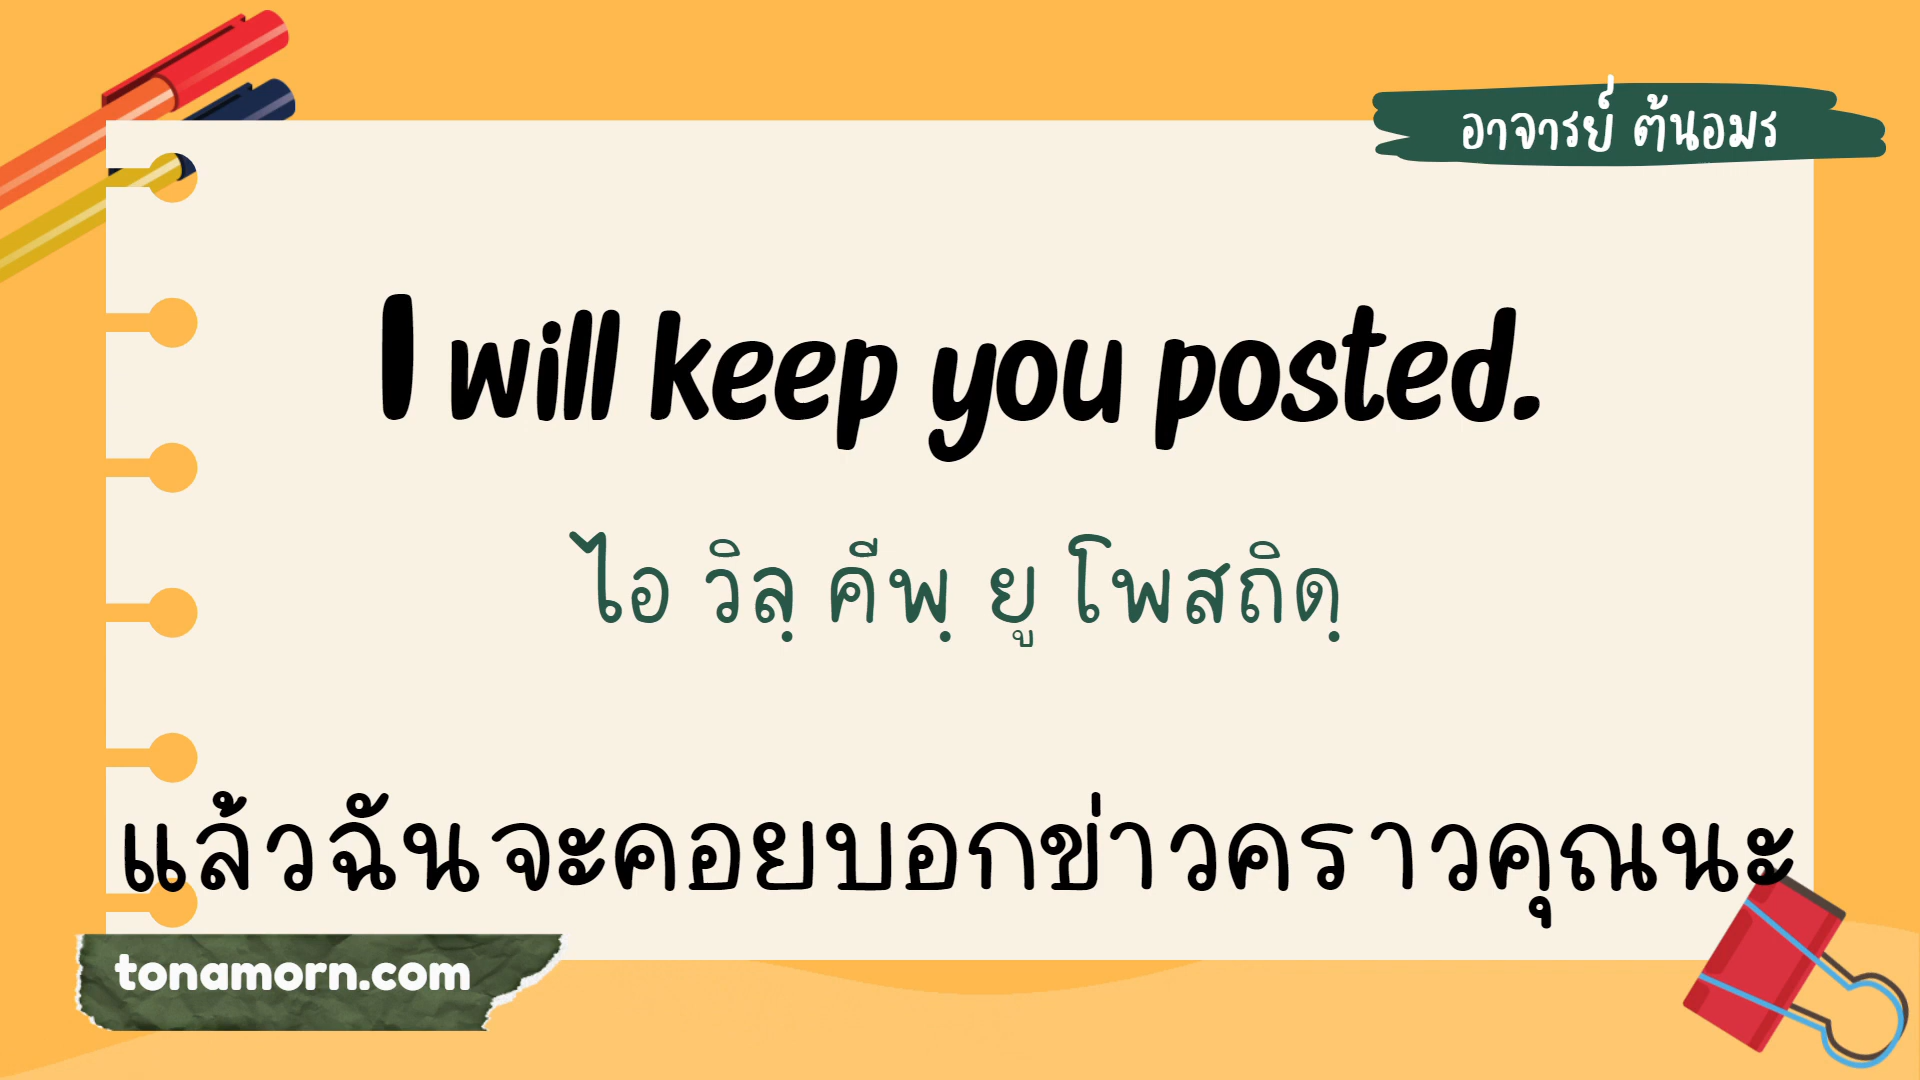 อาจารย์ ต้นอมร
I will keep you posted.
ไอ วิลฺ คีพฺ ยู โพสถิดฺ
แล้วฉันจะคอยบอกข่าวคราวคุณนะ
tonamorn.com